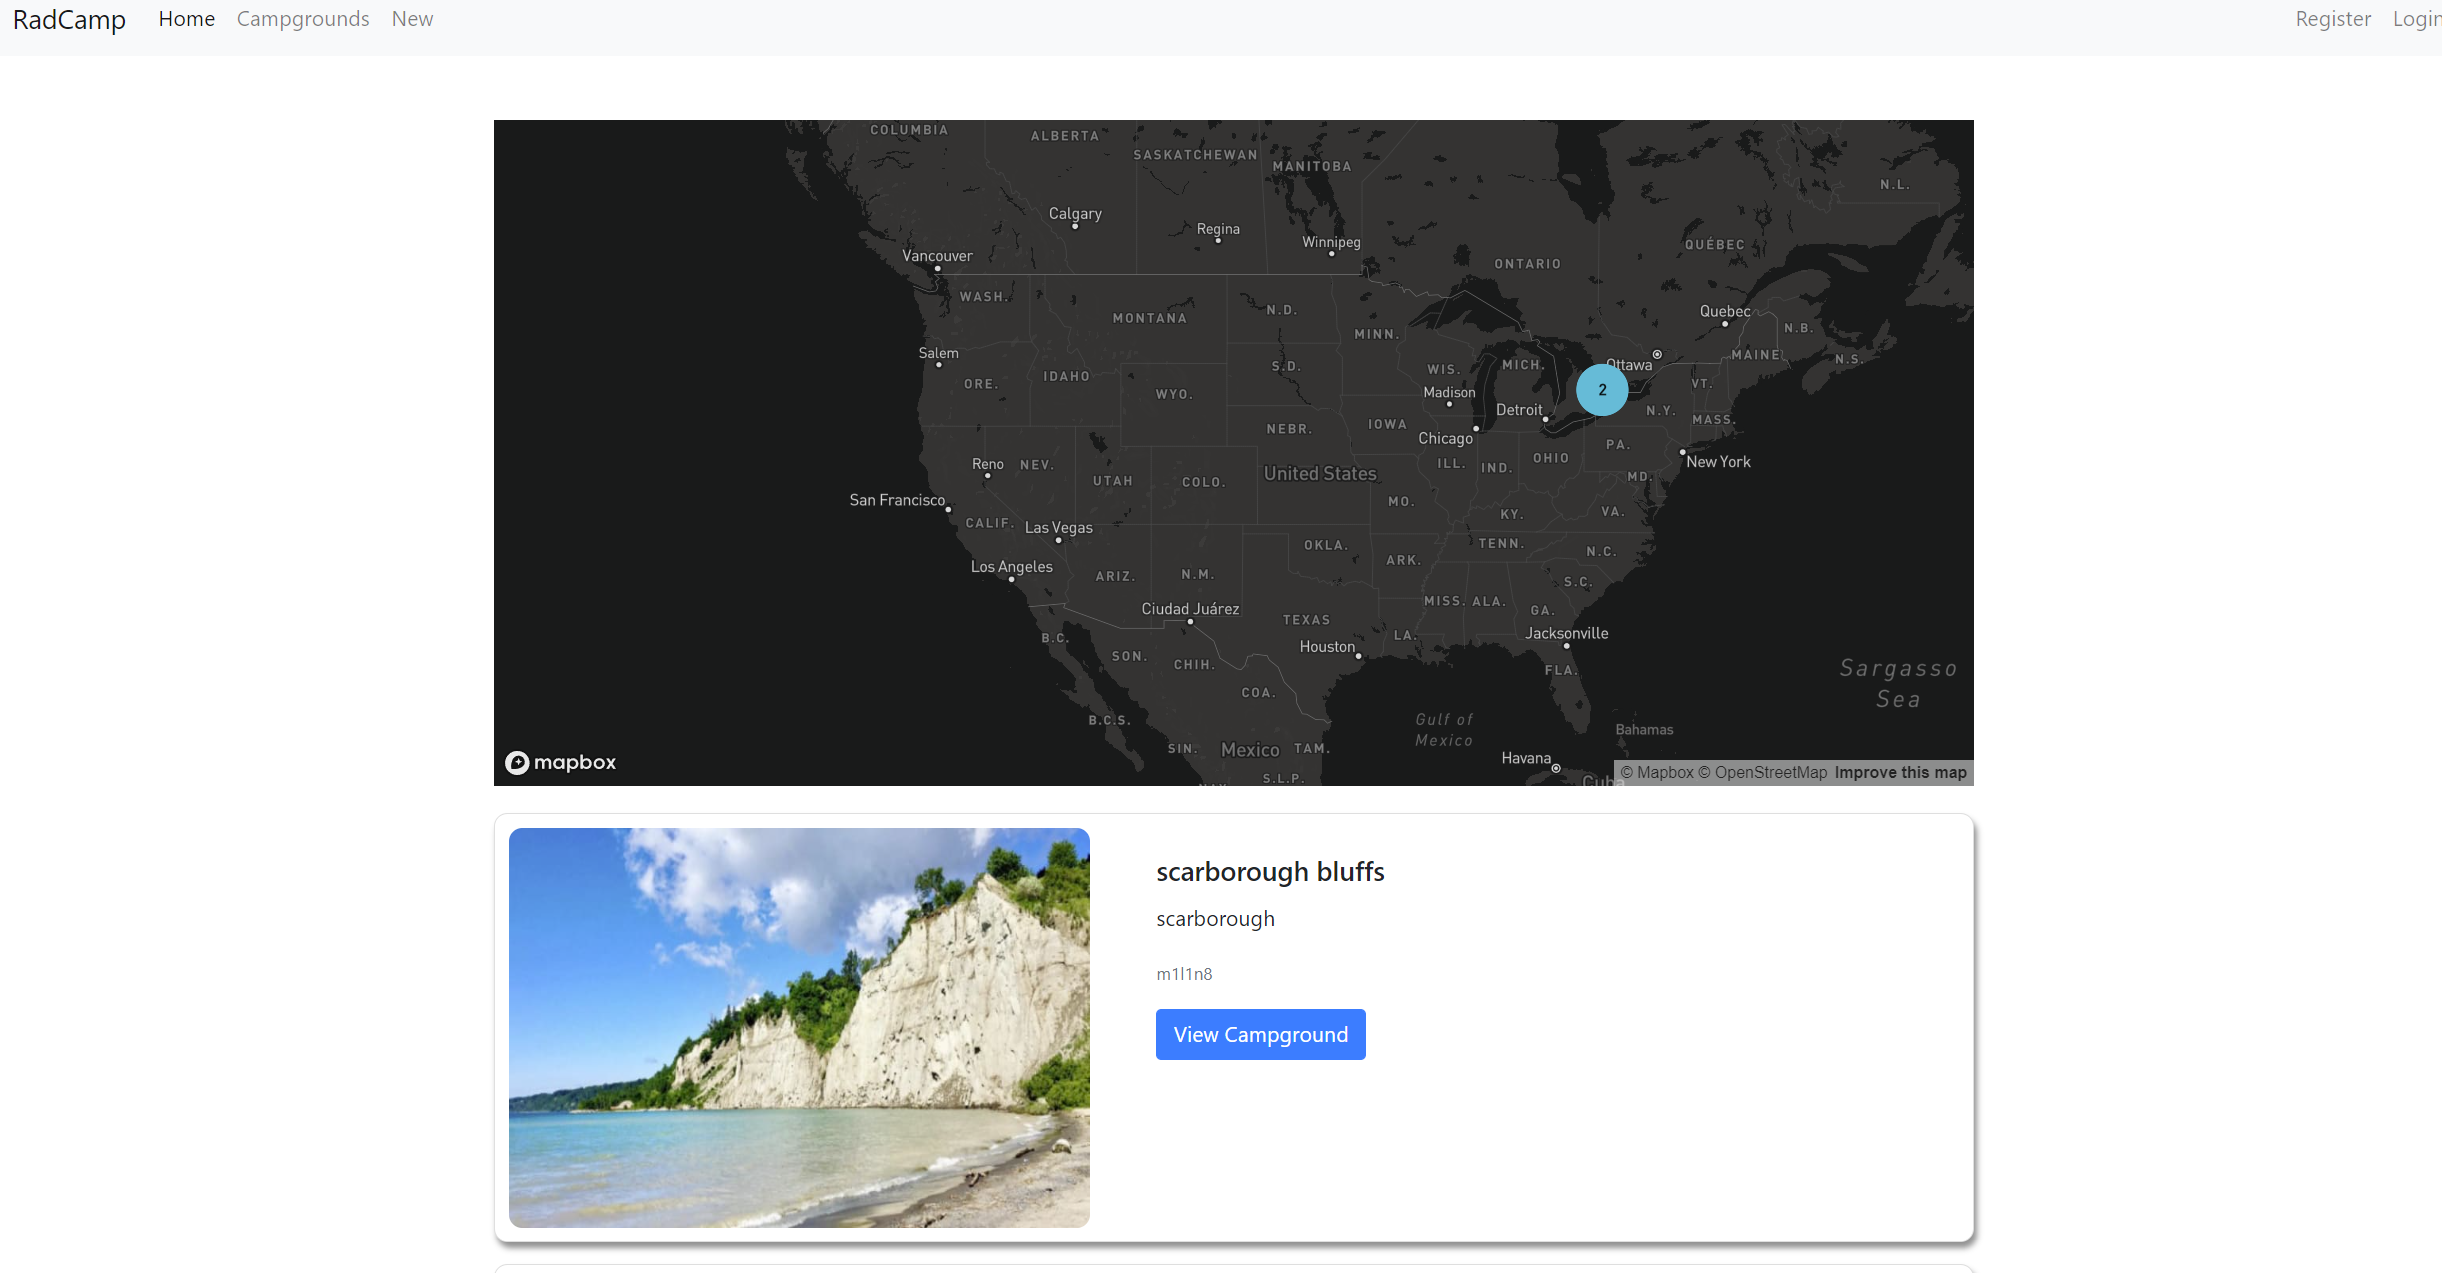 RadCamp Home Campgrounds New Register Login
COLUMBIA
ALBERTA
SASKATCHEWAN
MANITOBA
N.L.
Calgary
Regina
Winnipeg
QUÉBEC
Vancouver
ONTARIO
WASH.
MONTANA
N.D.
Quebec
MINN.
N.B.
Salem
MAINE
N.S.
Ottawa
MICH.
S.D.
WIS.
IDAHO
ORE.
VT.
WYO.
Madison
2
Detroit
N.Y.
MASS.
IOWA
NEBR.
Chicago
PA.
OHIO
New York
Reno
NEV.
ILL.
IND.
United States
UTAH
COLO.
MD.
San Francisco
MO.
KY.
VA.
CALIF.
Las Vegas
OKLA.
TENN.
N.C.
ARK.
Los Angeles
ARIZ.
N.M.
S.C.
MISS.
ALA.
Ciudad Juárez
GA.
TEXAS
Jacksonville
LA.
B.C.
Houston
SON.
CHIH.
FLA.
Sargasso
Sea
COA.
B.C.S.
Gulf of
Mexico
Bahamas
SIN.
Mexico
TAM.
Havana
mapbox
S.L.P.
Cuba
© Mapbox © OpenStreetMap Improve this map
scarborough bluffs
scarborough
m1l1n8
View Campground